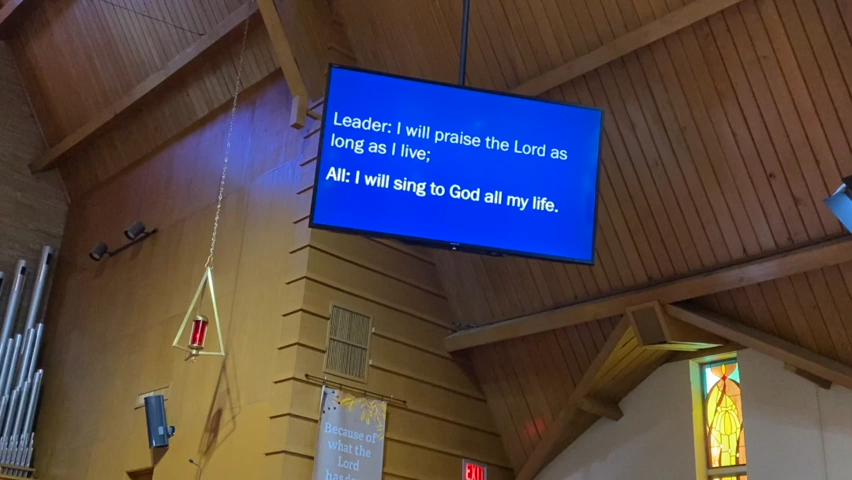 Leader: I will praise the Lord as
long as I live;
All: I will sing to God all my life.
Because of
what the
Lord
EXIT